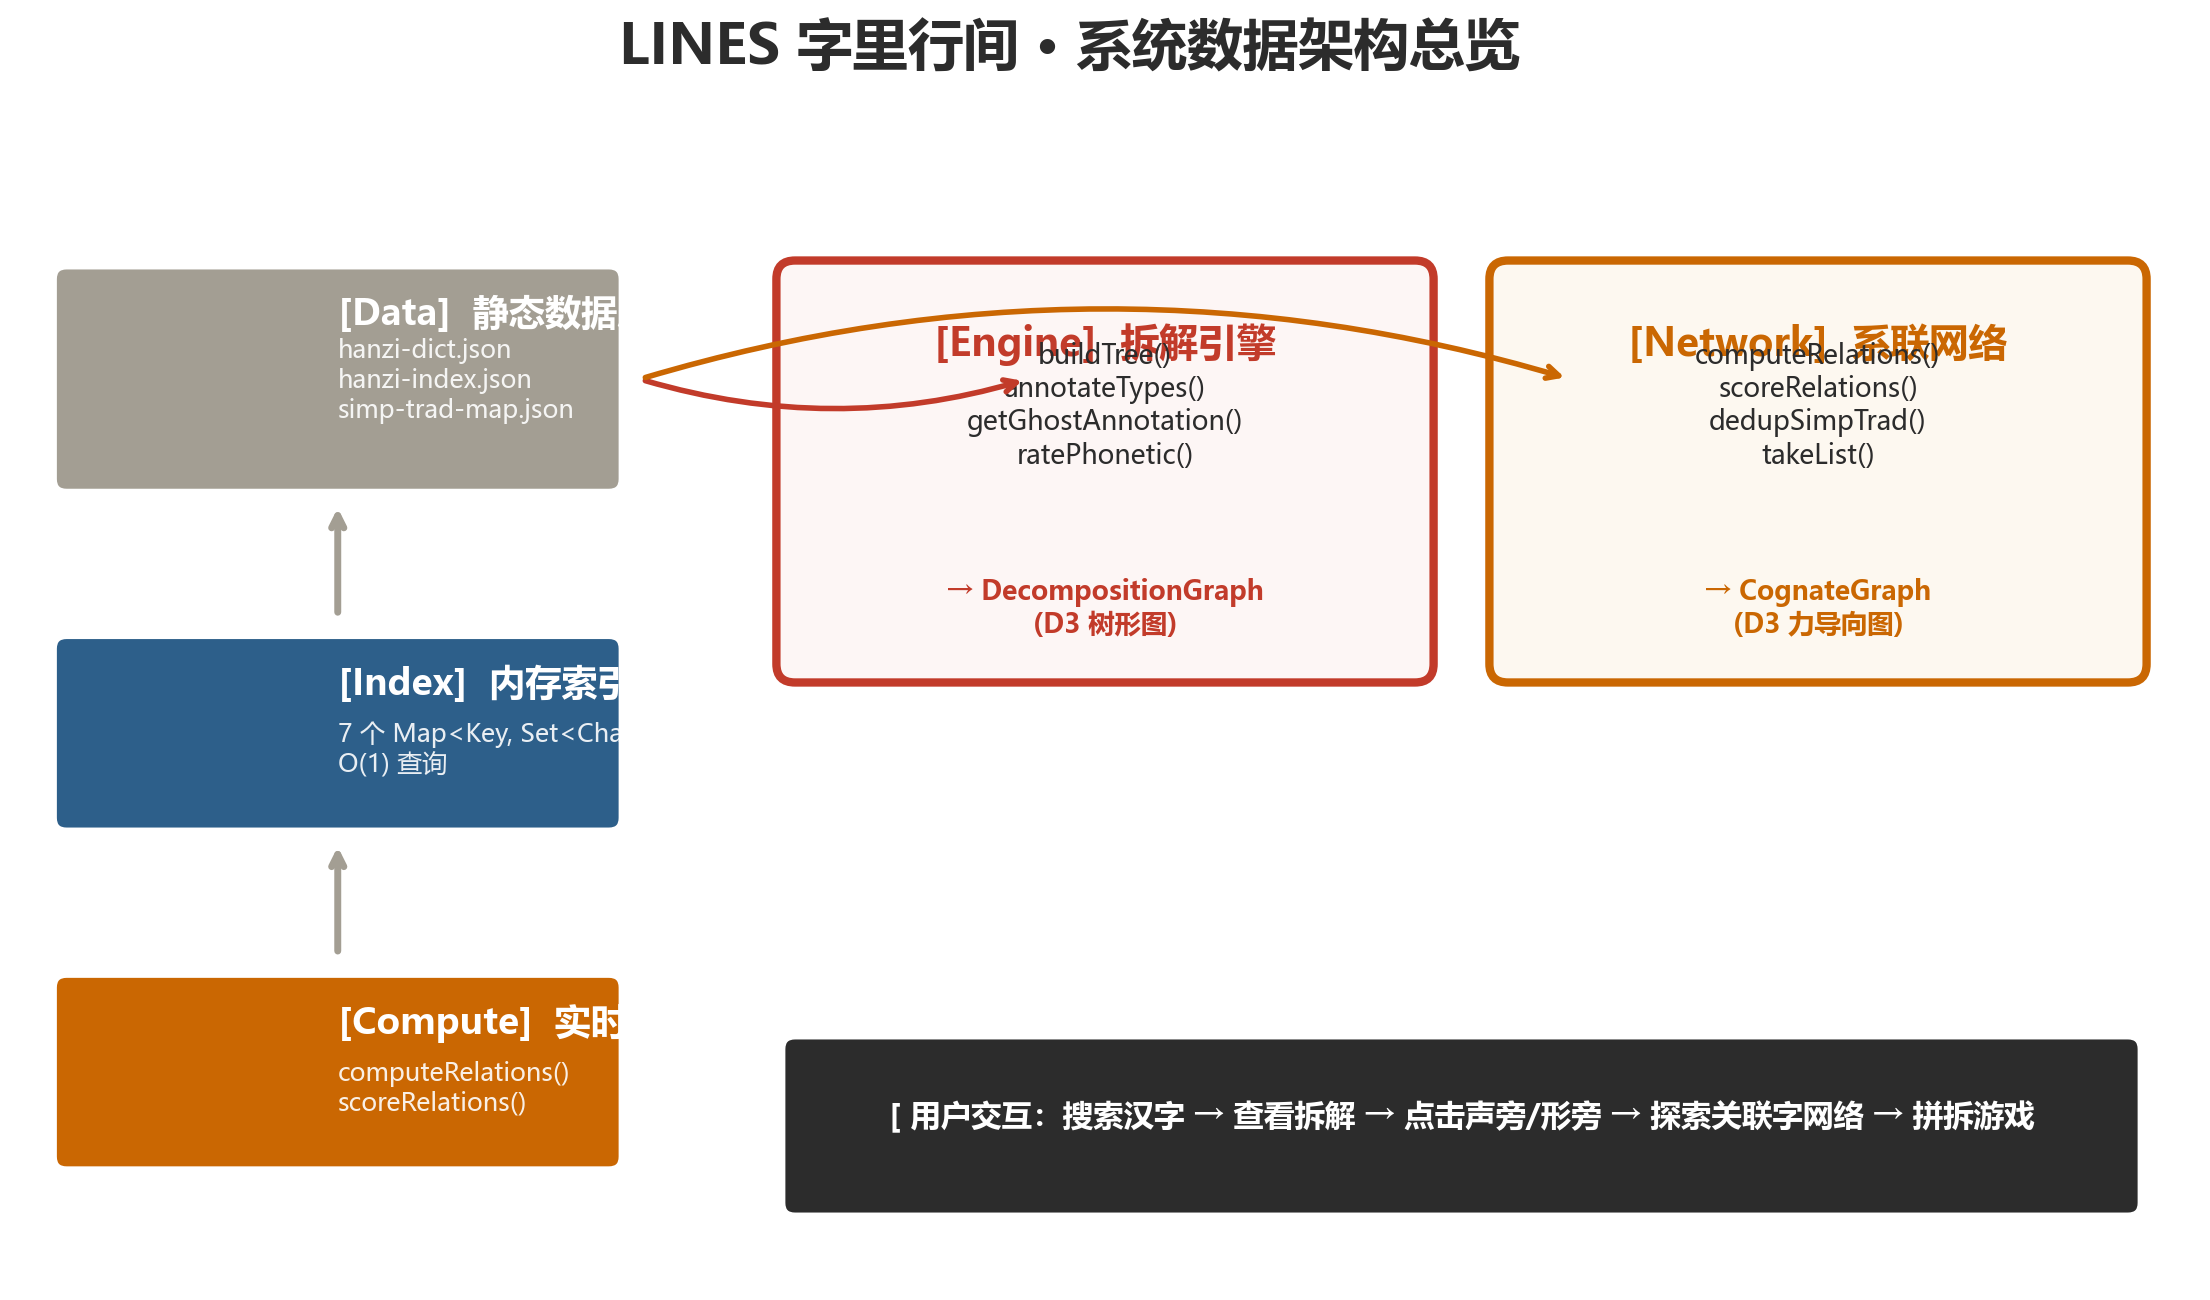 LINES 字里行间 • 系统数据架构总览
[Data] 静态数据
hanzi-dict.json
hanzi-index.json
simp-trad-map.json
[Index] 内存索引
7 个 Map<Key, Set<Cha
O(1) 查询
[Compute] 实时
computeRelations()
scoreRelations()
[Engine] 拆解引擎
buildTree()
annotateTypes()
getGhostAnnotation()
ratePhonetic()
→ DecompositionGraph
(D3 树形图)
[Network] 系联网络
computeRelations()
scoreRelations()
dedupSimpTrad()
takeList()
→ CognateGraph
(D3 力导向图)
[ 用户交互：搜索汉字 → 查看拆解 → 点击声旁/形旁 → 探索关联字网络 → 拼拆游戏